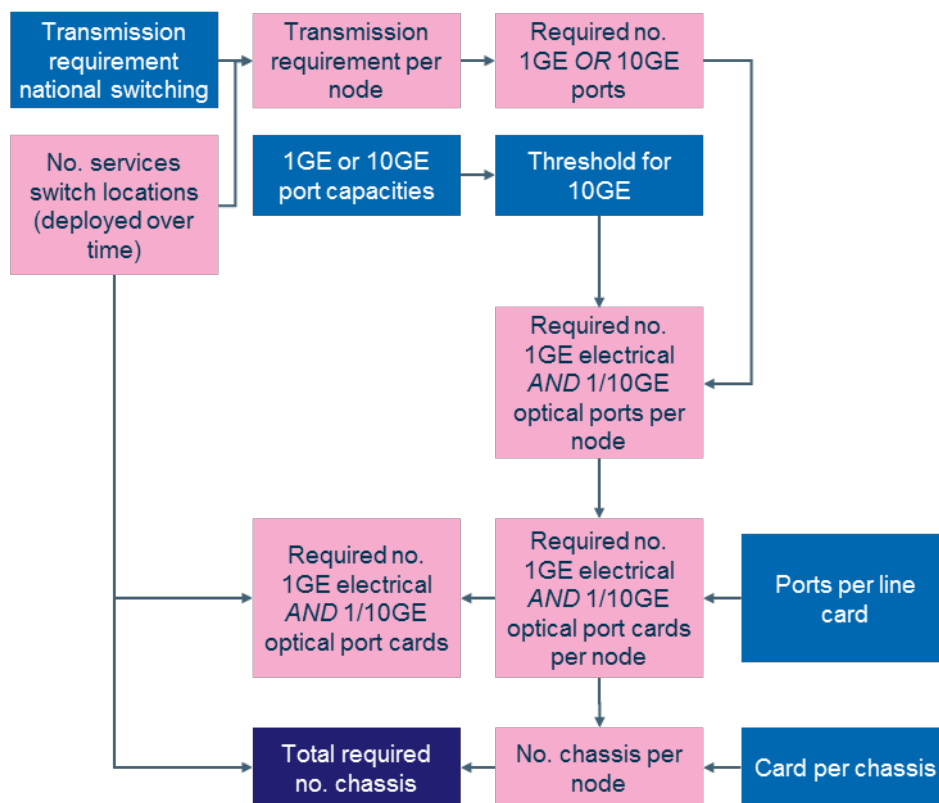 Transmission
requirement
national switching
Transmission
requirement per
node
Required no.
1GE OR 10GE
ports
No. services
switch locations
(deployed over
time)
1GE or 10GE
port capacities
Threshold for
10GE
Required no.
1GE electrical
AND 1/10GE
optical ports per
node
Required no.
1GE electrical
AND 1/10GE
optical port cards
Required no.
1GE electrical
AND 1/10GE
optical port cards
per node
Ports per line
card
Total required
no. chassis
No. chassis per
node
Card per chassis